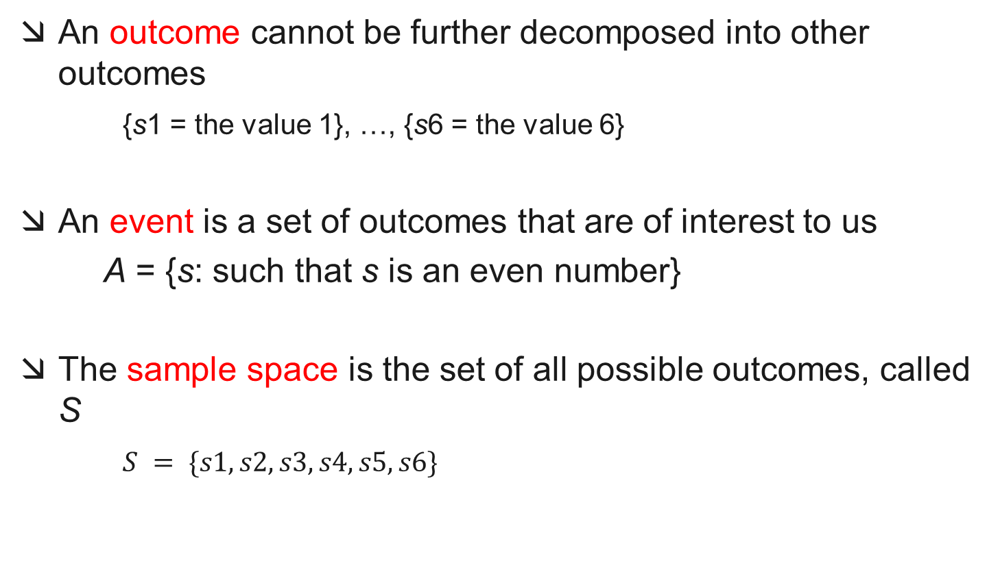 ↘ An outcome cannot be further decomposed into other
outcomes
{s1 = the value 1}, …, {s6 = the value 6}
↘ An event is a set of outcomes that are of interest to us
A = {s: such that s is an even number}
↘ The sample space is the set of all possible outcomes, called
S
S = {s1, s2, s3, s4, s5, s6}